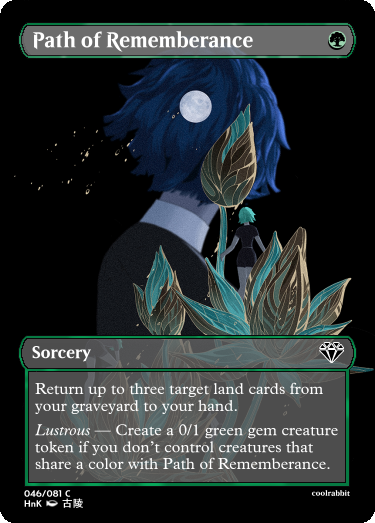 Path of Rememberance
Sorcery
Return up to three target land cards from
your graveyard to your hand.
Lustrous — Create a 0/1 green gem creature
token if you don't control creatures that
share a color with Path of Rememberance.
046/081 C
HnK 古陵
coolrabbit